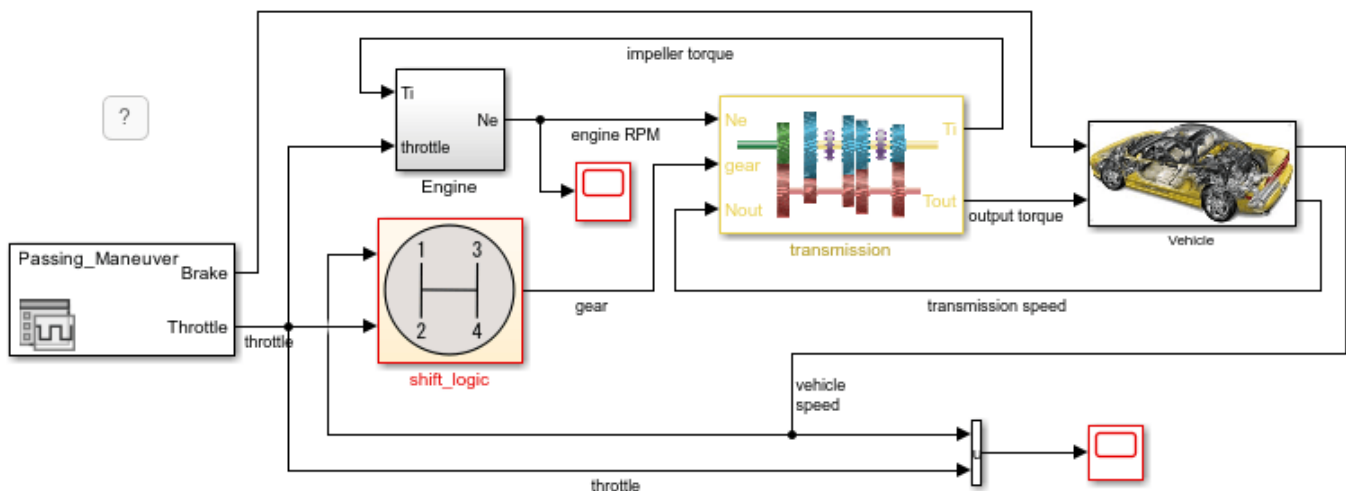 impeller torque
?
Ti
Ne
throttle
Engine
engine RPM
Ne
gear
Nout
Ti
Tout
transmission
output torque
Vehicle
Passing_Maneuver
Brake
Throttle
throttle
1 3
2 4
shift_logic
gear
transmission speed
vehicle
speed
u
throttle